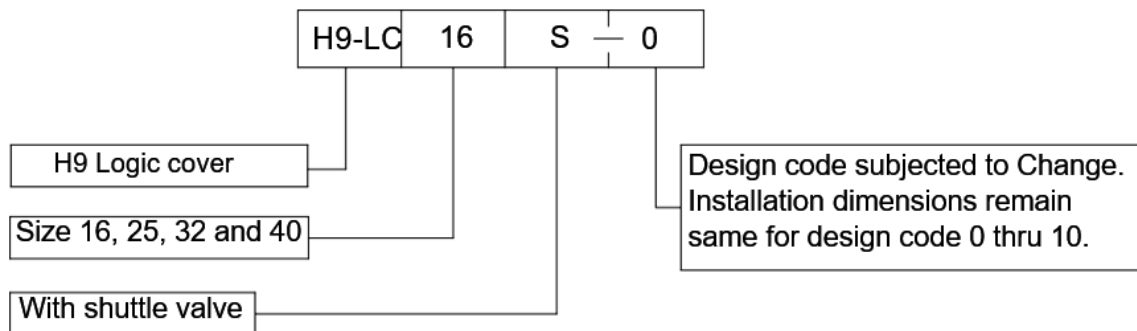 H9-LC 16 S — 0
H9 Logic cover
Size 16, 25, 32 and 40
With shuttle valve
Design code subjected to Change.
Installation dimensions remain
same for design code 0 thru 10.